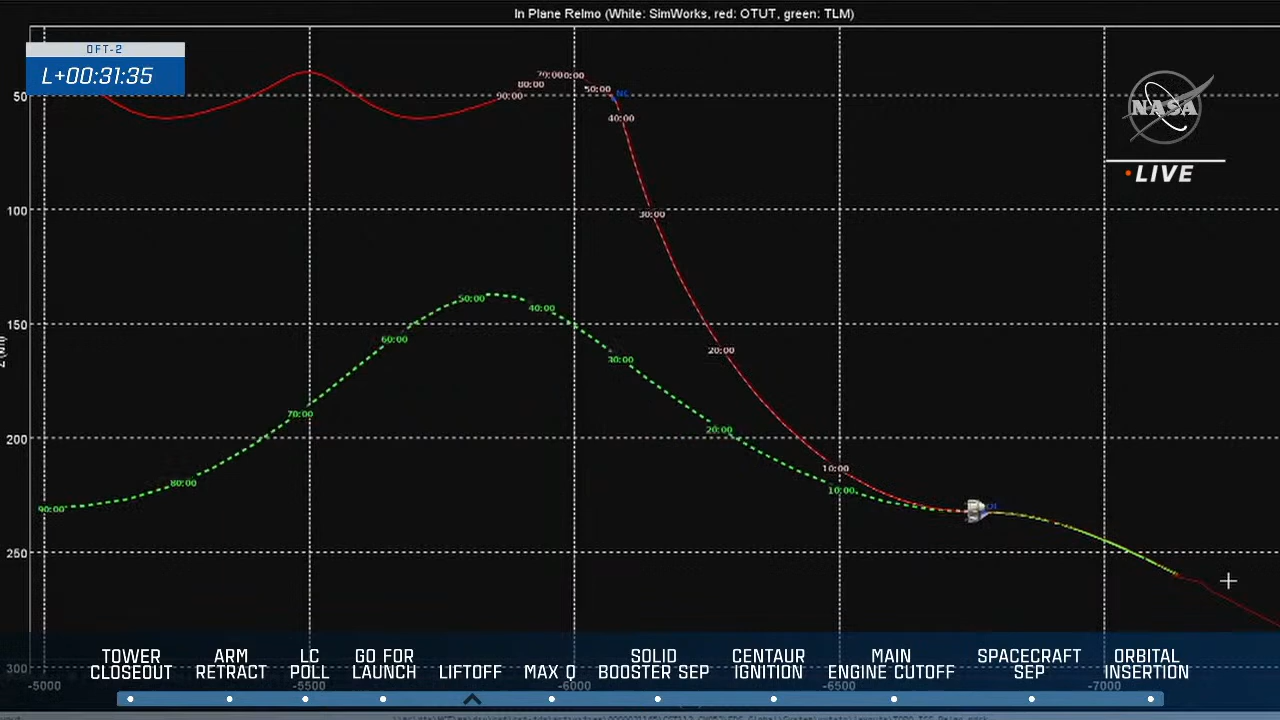 In Plane Relmo (White: SimWorks, red: OTUT, green: TLM)
OFT-2
L+00:31:35
NASA
LIVE
50
100
150
200
250
300
-5000
-5500
-6000
-6500
-7000
90:00
80:00
50:00
NC
40:00
30:00
20:00
10:00
50:00
40:00
60:00
30:00
70:00
20:00
80:00
10:00
90:00
TOWER CLOSEOUT
ARM RETRACT
LC POLL
GO FOR LAUNCH
LIFTOFF
MAX Q
SOLID BOOSTER SEP
CENTAUR IGNITION
MAIN ENGINE CUTOFF
SPACECRAFT SEP
ORBITAL INSERTION